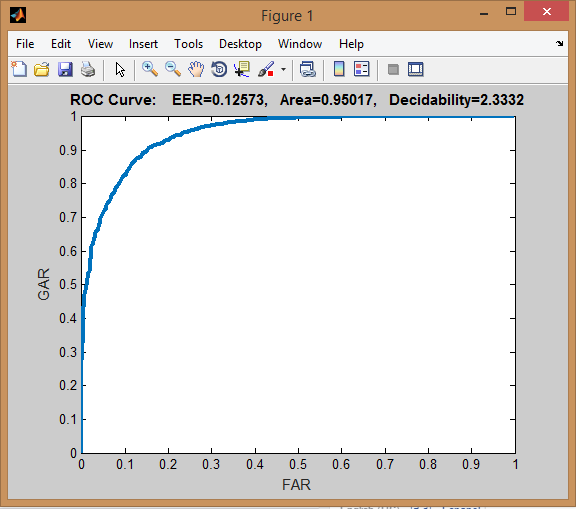 Figure 1
File Edit View Insert Tools Desktop Window Help
ROC Curve: EER=0.12573, Area=0.95017, Decidability=2.3332
1
0.9
0.8
0.7
0.6
0.5
0.4
0.3
0.2
0.1
0
GAR
0 0.1 0.2 0.3 0.4 0.5 0.6 0.7 0.8 0.9 1
FAR